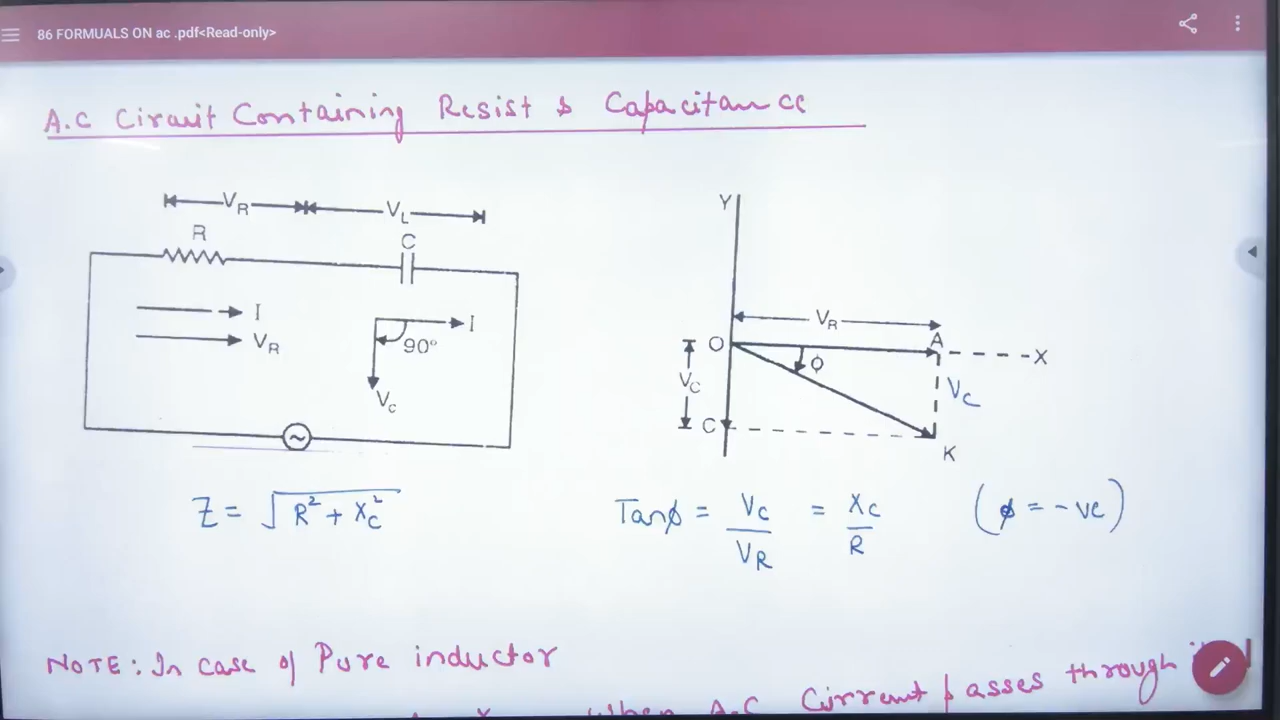 86 FORMUALS ON ac .pdf<Read-only>
A.C Circuit Containing Resist & Capacitance
VR VL
R C
I I
VR 90°
Vc
Y
VR
O A X
Vc φ Vc
C K
Z = √R² + Xc²
Tanφ = Vc/VR = Xc/R (φ = -ve)
NOTE: In case of Pure inductor
When A.C Current passes through